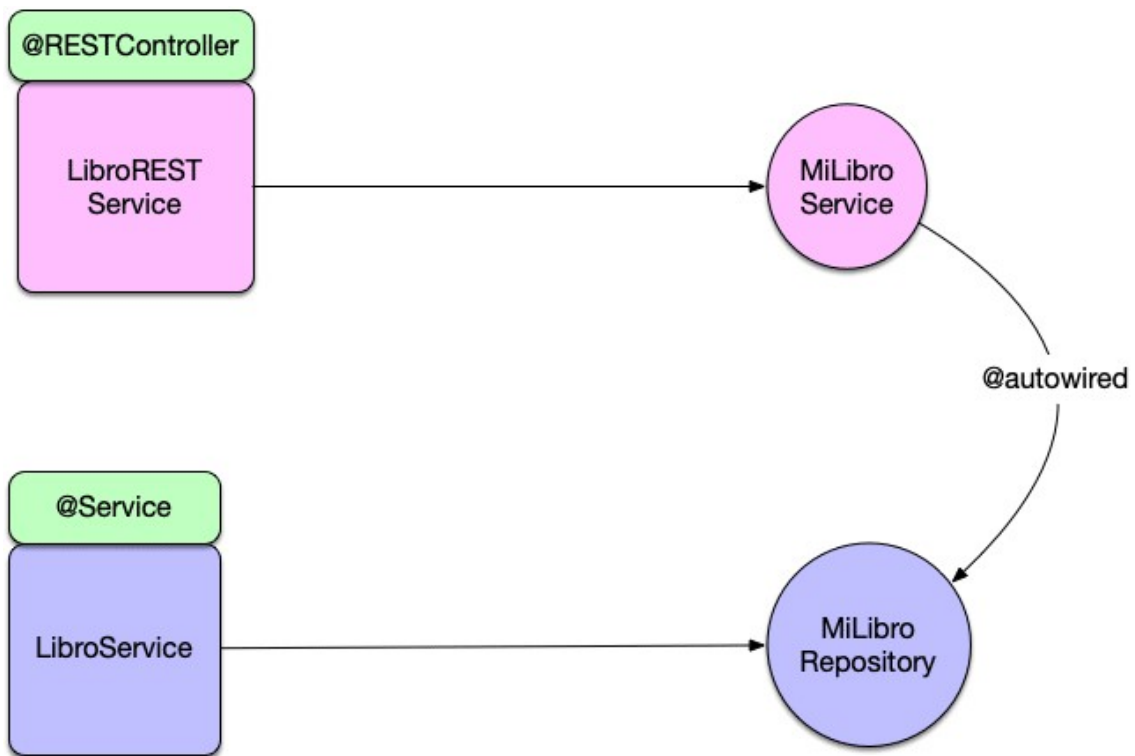 @RESTController
LibroREST
Service
MiLibro
Service
@autowired
@Service
LibroService
MiLibro
Repository